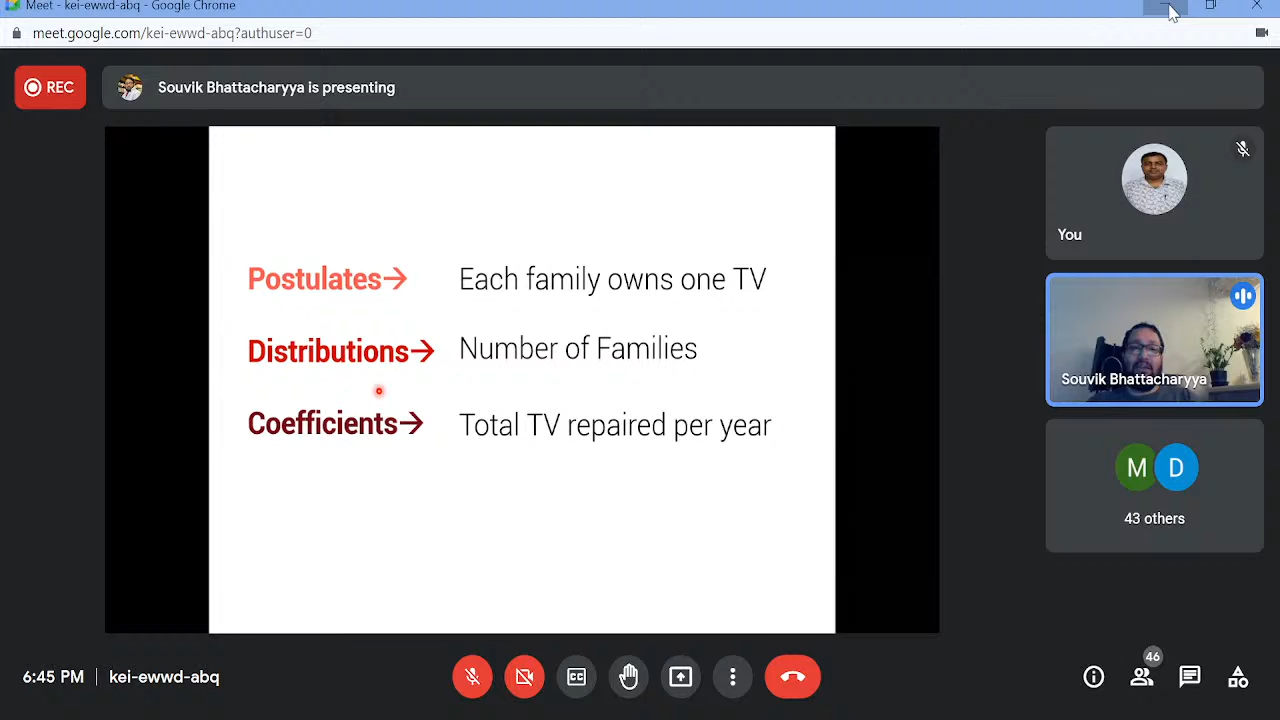 Meet - kei-ewwd-abq - Google Chrome
meet.google.com/kei-ewwd-abq?authuser=0
REC
Souvik Bhattacharyya is presenting
Postulates→ Each family owns one TV
Distributions→ Number of Families
Coefficients→ Total TV repaired per year
You
Souvik Bhattacharyya
M D
43 others
6:45 PM | kei-ewwd-abq
CC
46